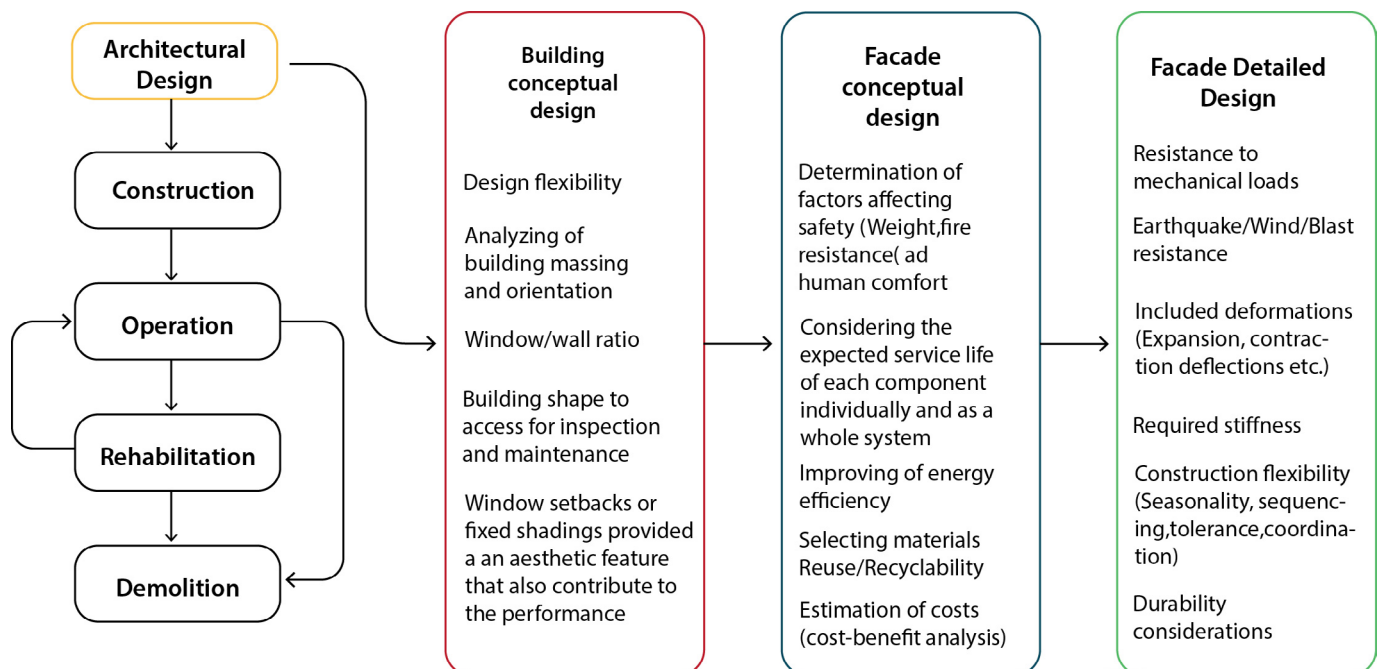 Architectural
Design
Construction
Operation
Rehabilitation
Demolition
Building
conceptual
design
Design flexibility
Analyzing of
building massing
and orientation
Window/wall ratio
Building shape to
access for inspection
and maintenance
Window setbacks or
fixed shadings provided
a an aesthetic feature
that also contribute to
the performance
Facade
conceptual
design
Determination of
factors affecting
safety (Weight,fire
resistance( ad
human comfort
Considering the
expected service life
of each component
individually and as a
whole system
Improving of energy
efficiency
Selecting materials
Reuse/Recyclability
Estimation of costs
(cost-benefit analysis)
Facade Detailed
Design
Resistance to
mechanical loads
Earthquake/Wind/Blast
resistance
Included deformations
(Expansion, contrac-
tion deflections etc.)
Required stiffness
Construction flexibility
(Seasonality, sequenc-
ing,tolerance,coordina-
tion)
Durability
considerations